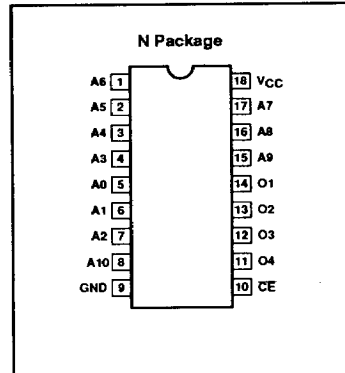 N Package
A6 1 18 VCC
A5 2 17 A7
A4 3 16 A8
A3 4 15 A9
A0 5 14 O1
A1 6 13 O2
A2 7 12 O3
A10 8 11 O4
GND 9 10 C̅E̅